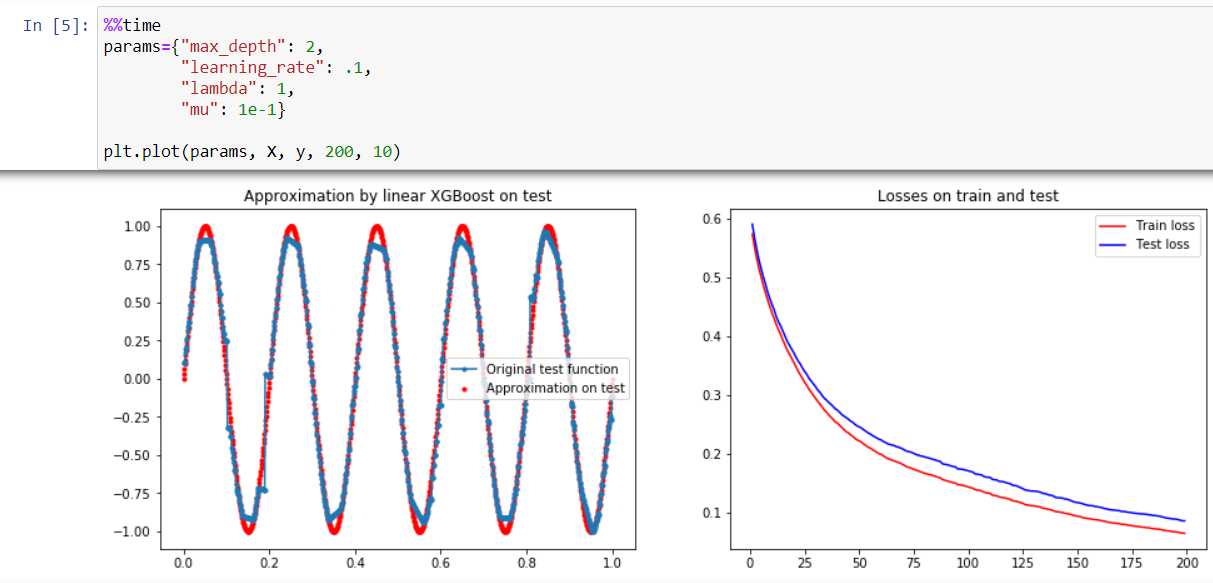 In [5]: %%time
params={"max_depth": 2,
"learning_rate": .1,
"lambda": 1,
"mu": 1e-1}
plt.plot(params, X, y, 200, 10)
Approximation by linear XGBoost on test
1.00
0.75
0.50
0.25
0.00
−0.25
−0.50
−0.75
−1.00
0.0 0.2 0.4 0.6 0.8 1.0
Original test function
Approximation on test
Losses on train and test
0.6
0.5
0.4
0.3
0.2
0.1
0 25 50 75 100 125 150 175 200
Train loss
Test loss